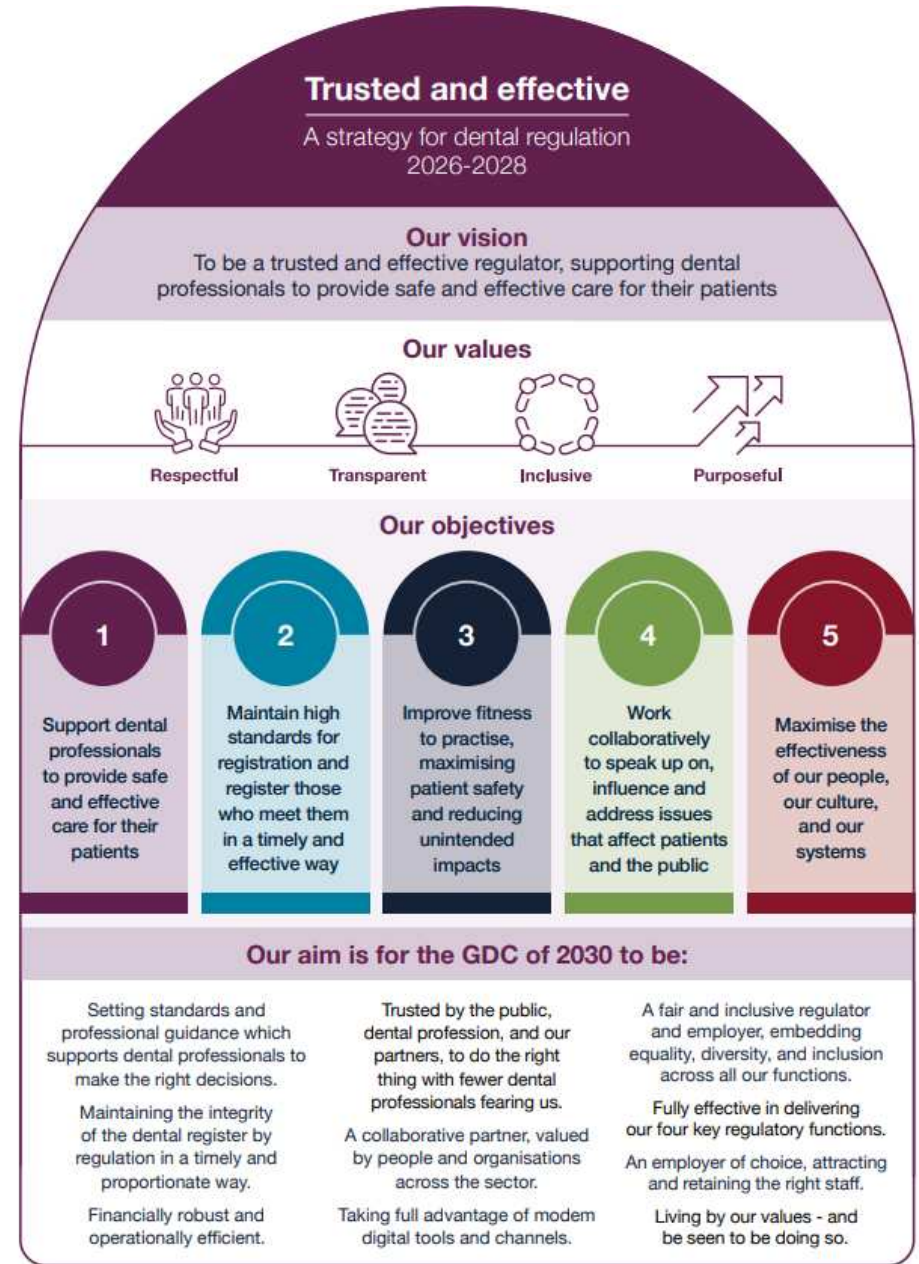 Trusted and effective
A strategy for dental regulation
2026-2028
Our vision
To be a trusted and effective regulator, supporting dental
professionals to provide safe and effective care for their patients
Our values
Respectful
Transparent
Inclusive
Purposeful
Our objectives
1
Support dental
professionals
to provide safe
and effective
care for their
patients
2
Maintain high
standards for
registration and
register those
who meet them
in a timely and
effective way
3
Improve fitness
to practise,
maximising
patient safety
and reducing
unintended
impacts
4
Work
collaboratively
to speak up on,
influence and
address issues
that affect patients
and the public
5
Maximise the
effectiveness
of our people,
our culture,
and our
systems
Our aim is for the GDC of 2030 to be:
Setting standards and
professional guidance which
supports dental professionals to
make the right decisions.
Maintaining the integrity
of the dental register by
regulation in a timely and
proportionate way.
Financially robust and
operationally efficient.
Trusted by the public,
dental profession, and our
partners, to do the right
thing with fewer dental
professionals fearing us.
A collaborative partner, valued
by people and organisations
across the sector.
Taking full advantage of modern
digital tools and channels.
A fair and inclusive regulator
and employer, embedding
equality, diversity, and inclusion
across all our functions.
Fully effective in delivering
our four key regulatory functions.
An employer of choice, attracting
and retaining the right staff.
Living by our values - and
be seen to be doing so.